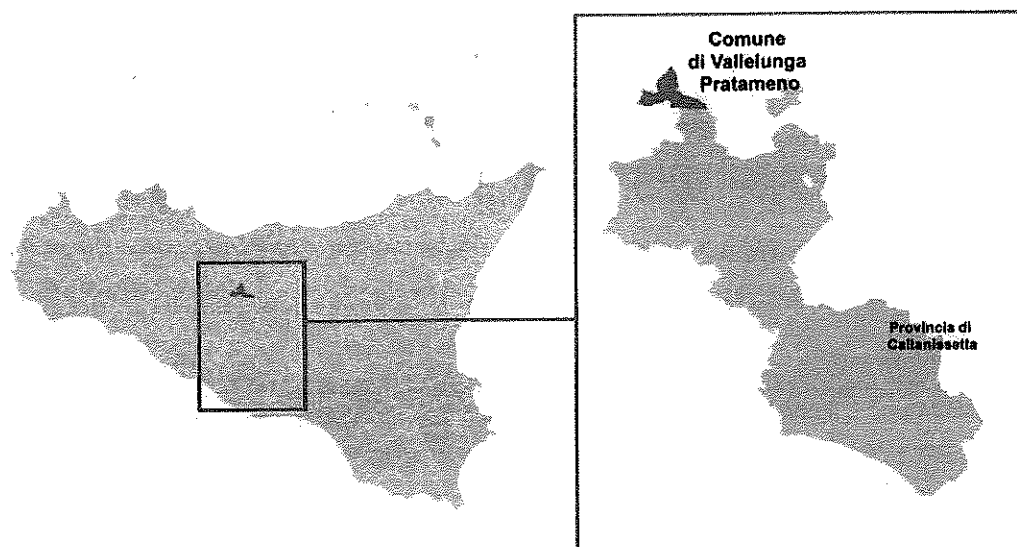 Comune
di Vallelunga
Pratameno
Provincia di
Caltanissetta